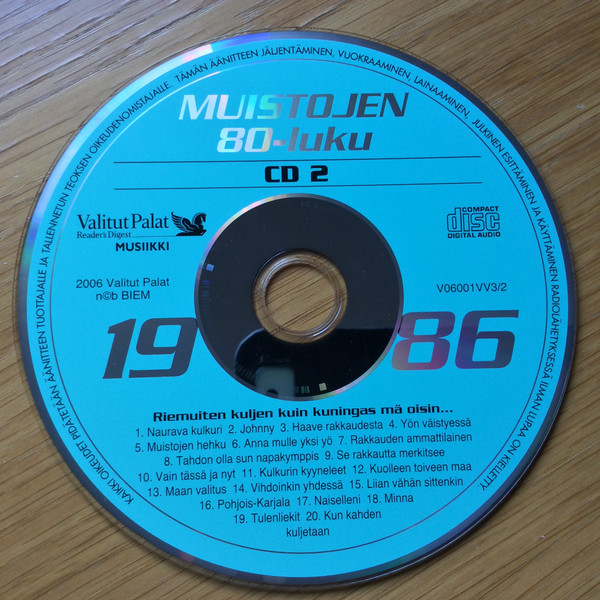 KAIKKI OIKEUDET PIDÄTETÄÄN ÄÄNITTEEN TUOTTAJALLE JA TALLENNETUN TEOKSEN OIKEUDENOMISTAJALLE. TÄMÄN ÄÄNITTEEN JÄLJENTÄMINEN, VUOKRAAMINEN, LAINAAMINEN, JULKINEN ESITTÄMINEN JA KÄYTTÄMINEN RADIOLÄHETYKSESSÄ ILMAN LUPAA ON KIELLETTY.
MUISTOJEN
80-luku
CD 2
Valitut Palat
Reader's Digest
MUSIIKKI
COMPACT
disc
DIGITAL AUDIO
2006 Valitut Palat
n©b BIEM
V06001VV3/2
19 86
Riemuiten kuljen kuin kuningas mä oisin...
1. Naurava kulkuri 2. Johnny 3. Haave rakkaudesta 4. Yön väistyessä
5. Muistojen hehku 6. Anna mulle yksi yö 7. Rakkauden ammattilainen
8. Tahdon olla sun napakymppis 9. Se rakkautta merkitsee
10. Vain tässä ja nyt 11. Kulkurin kyyneleet 12. Kuolleen toiveen maa
13. Maan valitus 14. Vihdoinkin yhdessä 15. Liian vähän sittenkin
16. Pohjois-Karjala 17. Naiselleni 18. Minna
19. Tulenliekit 20. Kun kahden
kuljetaan